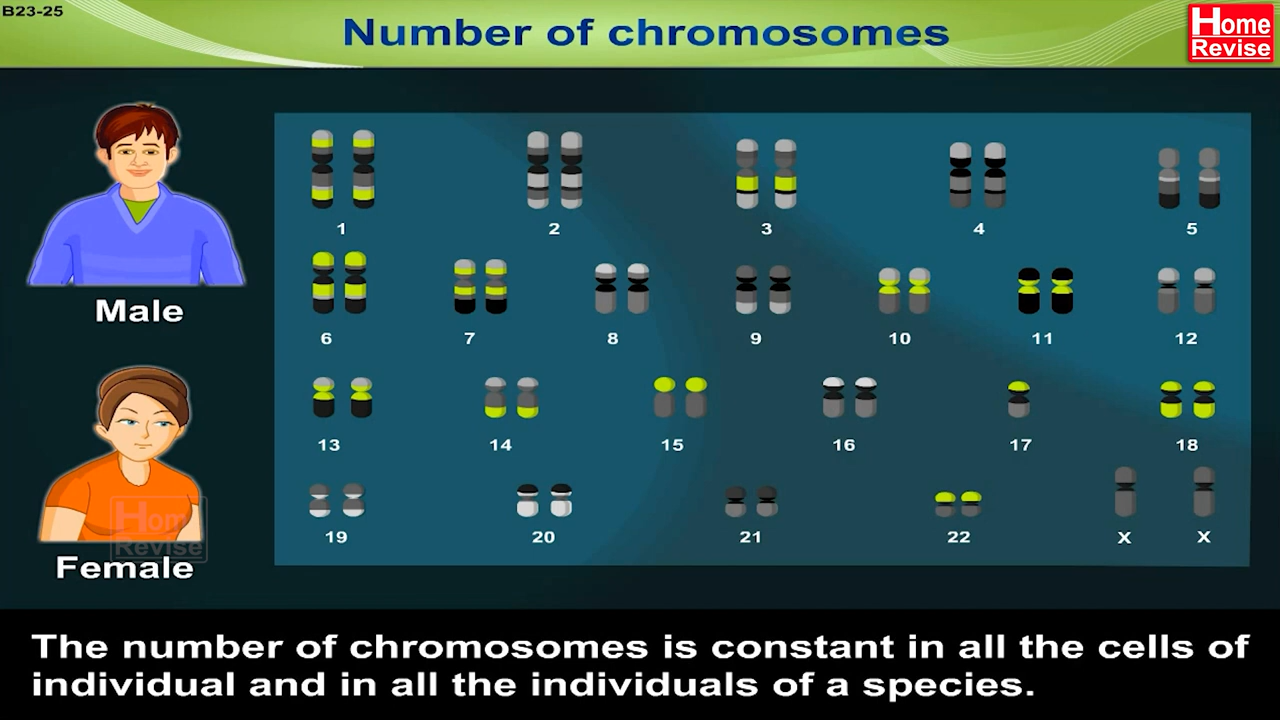 B23-25
Number of chromosomes
Home
Revise
1 2 3 4 5
6 7 8 9 10 11 12
Male
13 14 15 16 17 18
19 20 21 22 X X
Home
Revise
Female
The number of chromosomes is constant in all the cells of
individual and in all the individuals of a species.